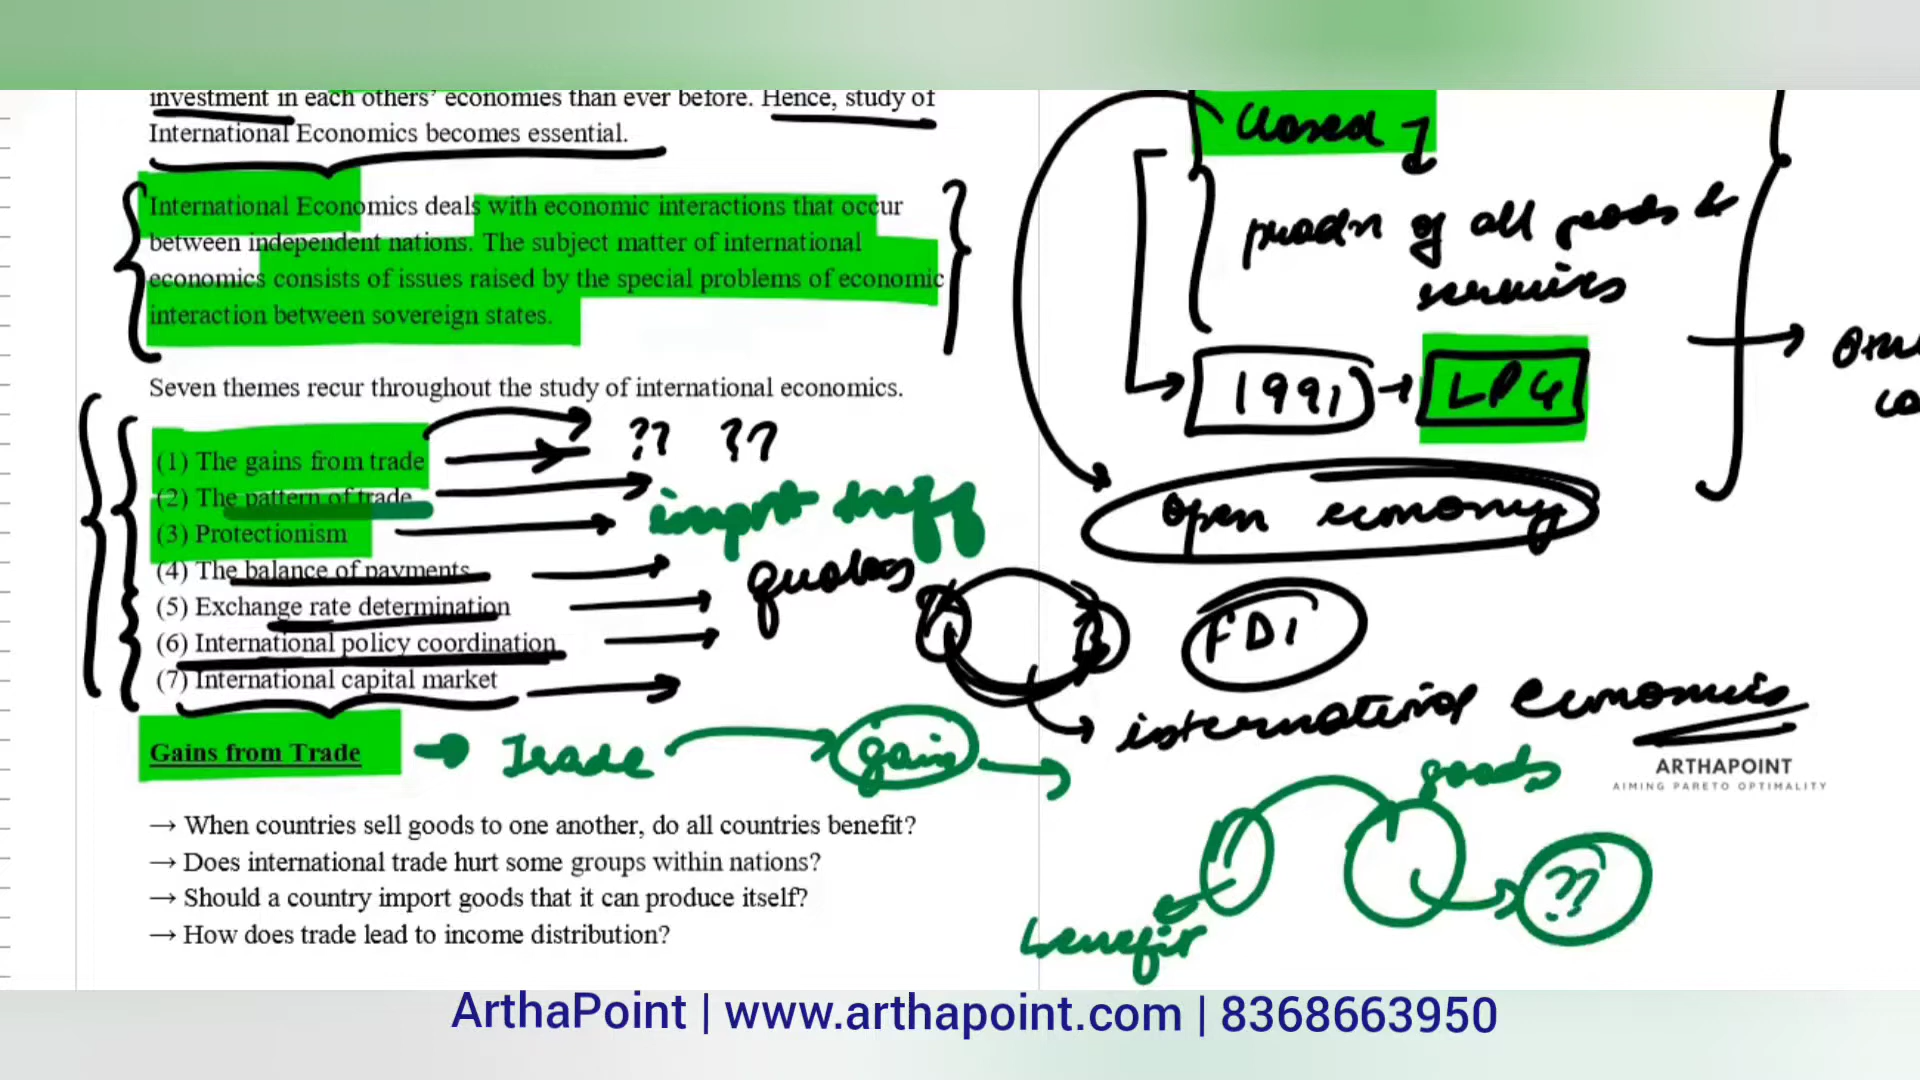 investment in each others' economies than ever before. Hence, study of
International Economics becomes essential.
International Economics deals with economic interactions that occur
between independent nations. The subject matter of international
economics consists of issues raised by the special problems of economic
interaction between sovereign states.
Seven themes recur throughout the study of international economics.
(1) The gains from trade
(2) The pattern of trade
(3) Protectionism
(4) The balance of payments
(5) Exchange rate determination
(6) International policy coordination
(7) International capital market
?? ??
import
quotas
Gains from Trade
Trade
gain
→ When countries sell goods to one another, do all countries benefit?
→ Does international trade hurt some groups within nations?
→ Should a country import goods that it can produce itself?
→ How does trade lead to income distribution?
Closed
of all goods &
services
1991 → LPG
open economy
FDI
international economics
ARTHAPOINT
AIMING PARETO OPTIMALITY
goods
??
benefit
ArthaPoint | www.arthapoint.com | 8368663950